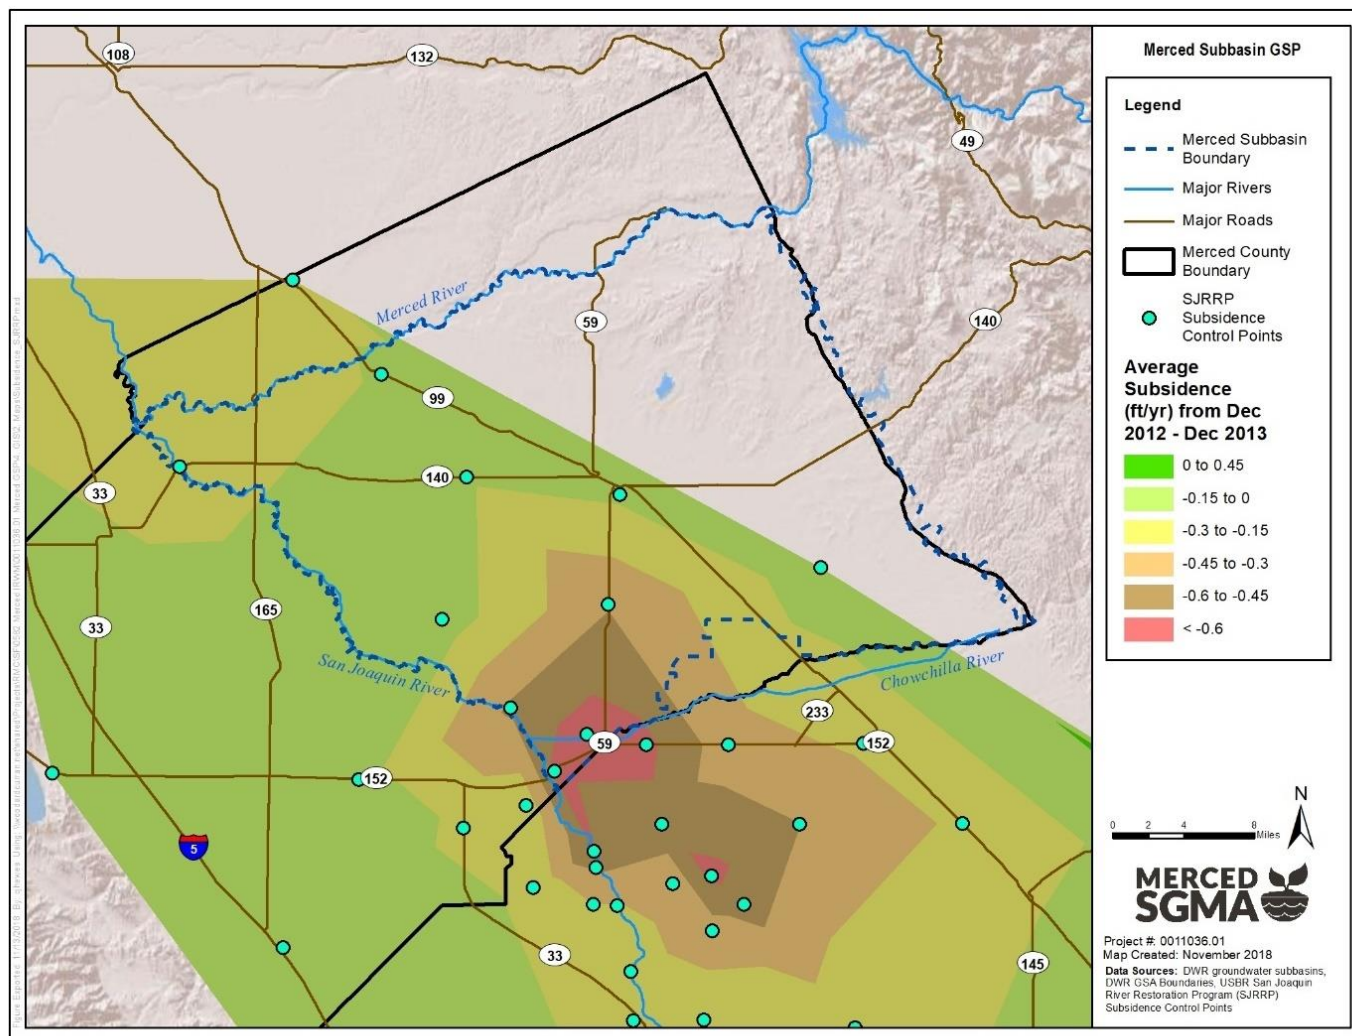 Merced Subbasin GSP
Legend
Merced Subbasin
Boundary
Major Rivers
Major Roads
Merced County
Boundary
SJRRP
Subsidence
Control Points
Average
Subsidence
(ft/yr) from Dec
2012 - Dec 2013
0 to 0.45
-0.15 to 0
-0.3 to -0.15
-0.45 to -0.3
-0.6 to -0.45
< -0.6
108
132
49
Merced River
59
140
99
140
33
165
33
San Joaquin River
Chowchilla River
233
59
152
152
5
33
145
N
0 2 4 8
Miles
MERCED
SGMA
Project #: 0011036.01
Map Created: November 2018
Data Sources: DWR groundwater subbasins,
DWR GSA Boundaries, USBR San Joaquin
River Restoration Program (SJRRP)
Subsidence Control Points